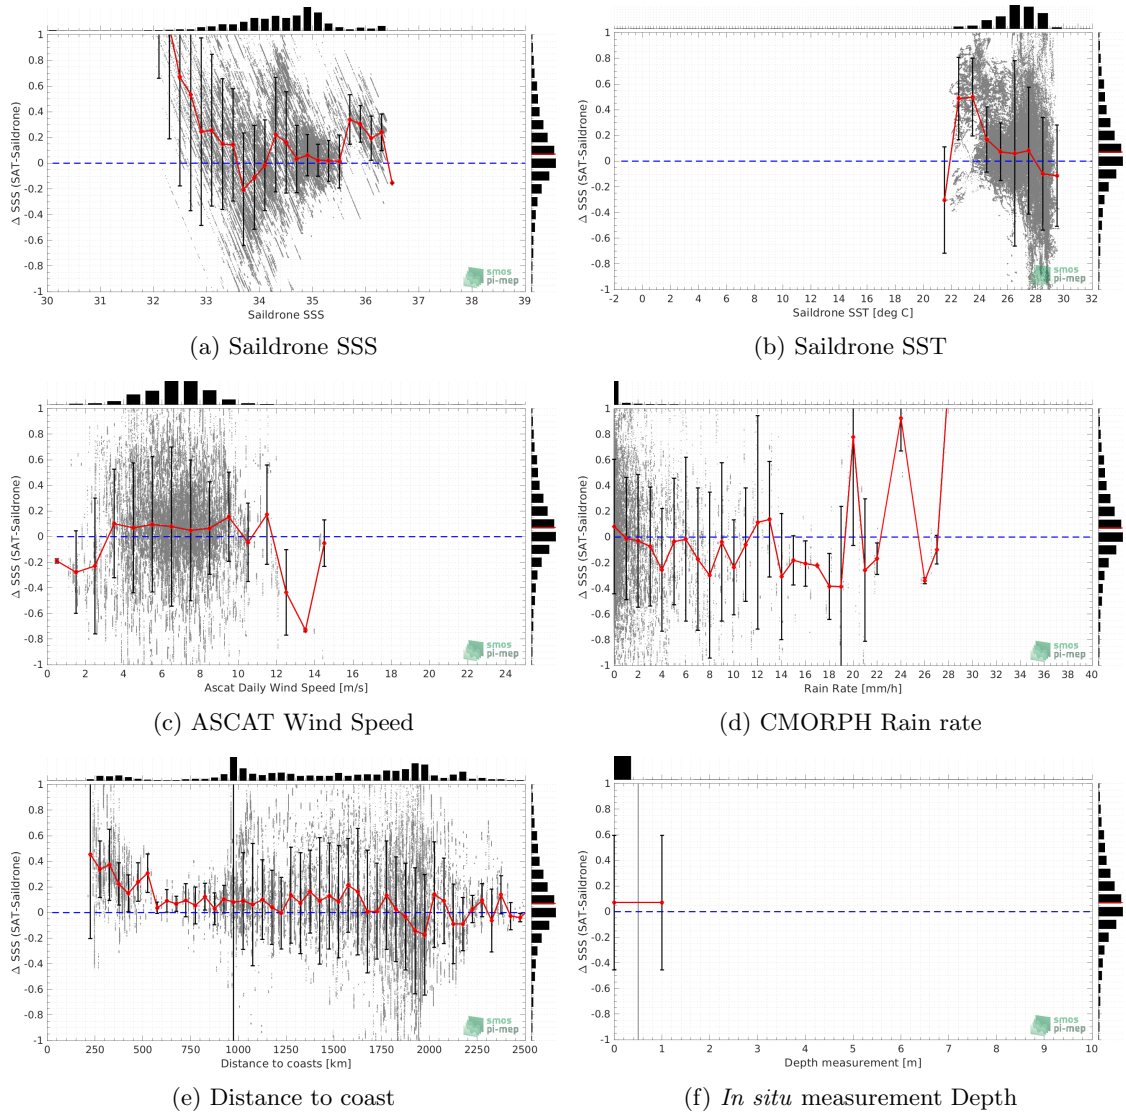 Δ SSS (SAT-Saildrone)
1
0.8
0.6
0.4
0.2
0
-0.2
-0.4
-0.6
-0.8
-1
30 31 32 33 34 35 36 37 38 39
Saildrone SSS
smos
pi-mep
(a) Saildrone SSS
Δ SSS (SAT-Saildrone)
1
0.8
0.6
0.4
0.2
0
-0.2
-0.4
-0.6
-0.8
-1
-2 0 2 4 6 8 10 12 14 16 18 20 22 24 26 28 30 32
Saildrone SST [deg C]
smos
pi-mep
(b) Saildrone SST
Δ SSS (SAT-Saildrone)
1
0.8
0.6
0.4
0.2
0
-0.2
-0.4
-0.6
-0.8
-1
0 2 4 6 8 10 12 14 16 18 20 22 24
Ascat Daily Wind Speed [m/s]
smos
pi-mep
(c) ASCAT Wind Speed
Δ SSS (SAT-Saildrone)
1
0.8
0.6
0.4
0.2
0
-0.2
-0.4
-0.6
-0.8
-1
0 2 4 6 8 10 12 14 16 18 20 22 24 26 28 30 32 34 36 38 40
Rain Rate [mm/h]
smos
pi-mep
(d) CMORPH Rain rate
Δ SSS (SAT-Saildrone)
1
0.8
0.6
0.4
0.2
0
-0.2
-0.4
-0.6
-0.8
-1
0 250 500 750 1000 1250 1500 1750 2000 2250 2500
Distance to coasts [km]
smos
pi-mep
(e) Distance to coast
Δ SSS (SAT-Saildrone)
1
0.8
0.6
0.4
0.2
0
-0.2
-0.4
-0.6
-0.8
-1
0 1 2 3 4 5 6 7 8 9 10
Depth measurement [m]
smos
pi-mep
(f) In situ measurement Depth